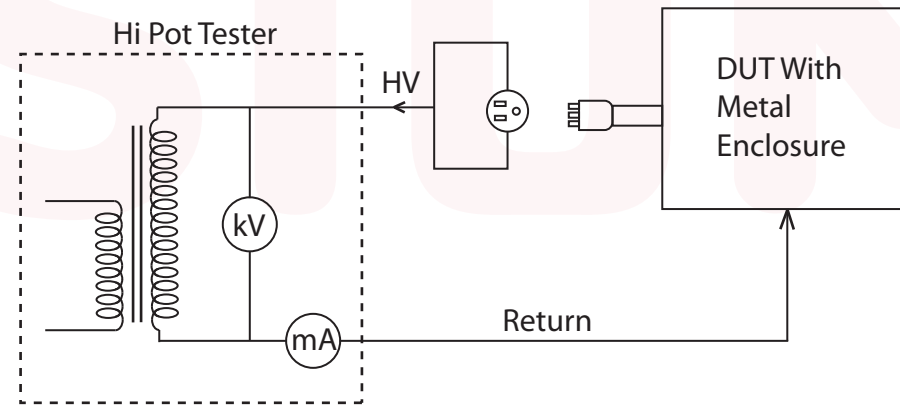 Hi Pot Tester
HV
DUT With
Metal
Enclosure
kV
mA
Return